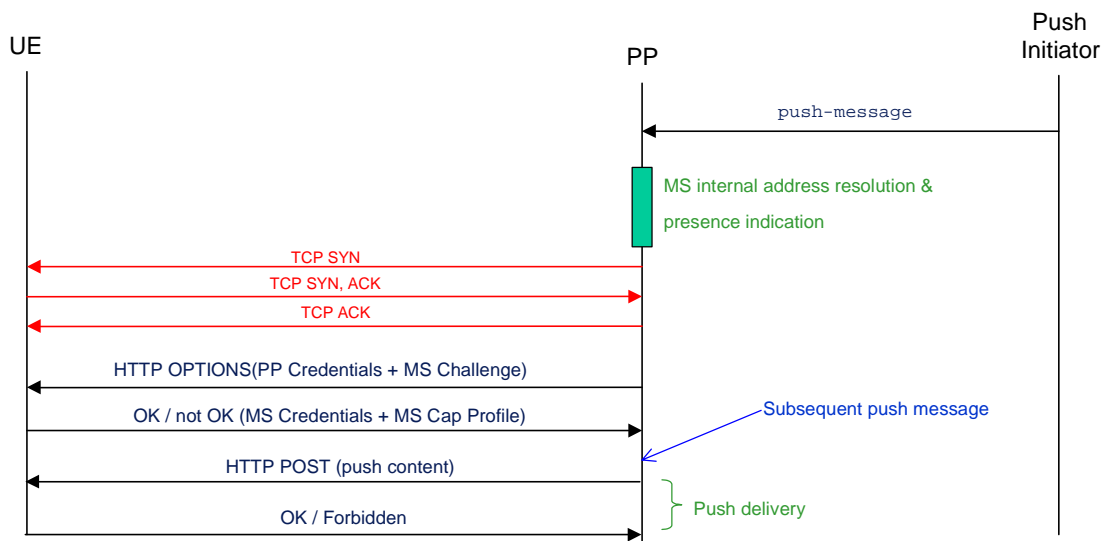 UE
PP
Push
Initiator
push-message
MS internal address resolution &
presence indication
TCP SYN
TCP SYN, ACK
TCP ACK
HTTP OPTIONS(PP Credentials + MS Challenge)
OK / not OK (MS Credentials + MS Cap Profile)
Subsequent push message
HTTP POST (push content)
Push delivery
OK / Forbidden